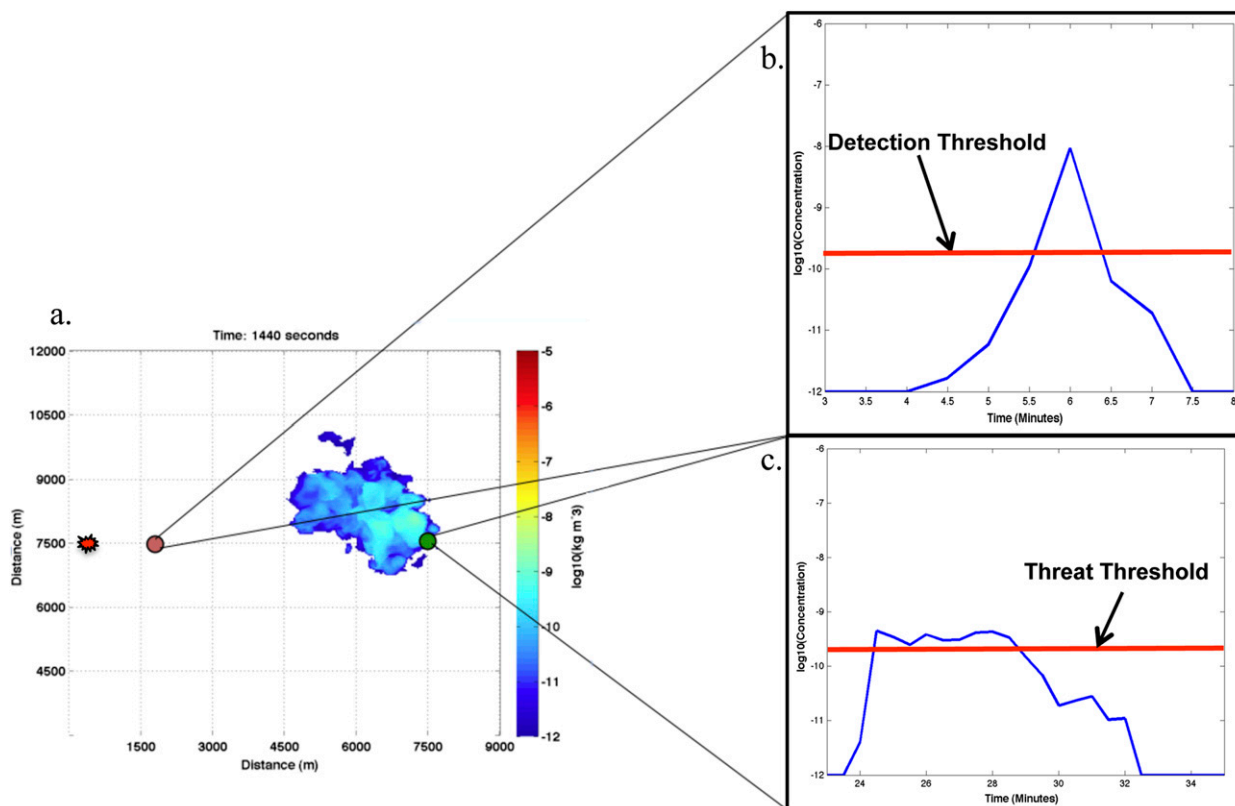 a.
Time: 1440 seconds
12000
10500
9000
7500
6000
4500
Distance (m)
1500 3000 4500 6000 7500 9000
Distance (m)
-5
-6
-7
-8
-9
-10
-11
-12
log10(kg m^3)
b.
-6
-7
-8
-9
-10
-11
-12
log10(Concentration)
Detection Threshold
3 3.5 4 4.5 5 5.5 6 6.5 7 7.5 8
Time (Minutes)
c.
-6
-7
-8
-9
-10
-11
-12
log10(Concentration)
Threat Threshold
24 26 28 30 32 34
Time (Minutes)